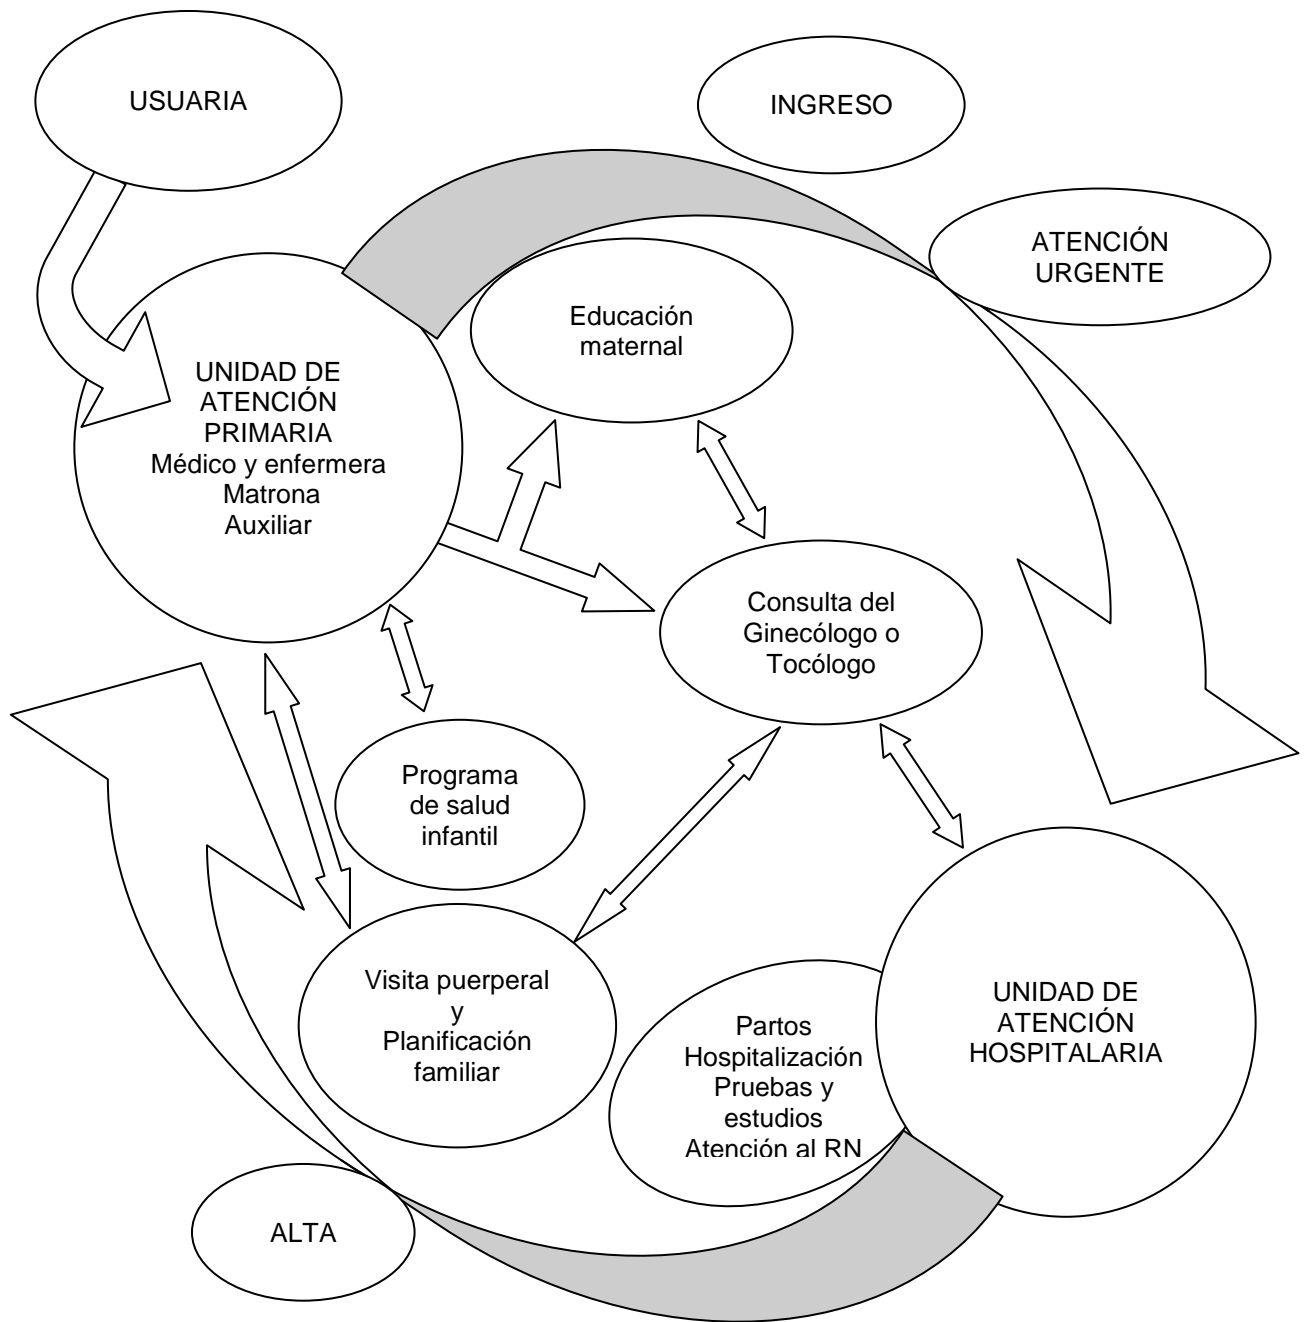 USUARIA
INGRESO
ATENCIÓN
URGENTE
Educación
maternal
UNIDAD DE
ATENCIÓN
PRIMARIA
Médico y enfermera
Matrona
Auxiliar
Consulta del
Ginecólogo o
Tocólogo
Programa
de salud
infantil
Visita puerperal
y
Planificación
familiar
Partos
Hospitalización
Pruebas y
estudios
Atención al RN
UNIDAD DE
ATENCIÓN
HOSPITALARIA
ALTA